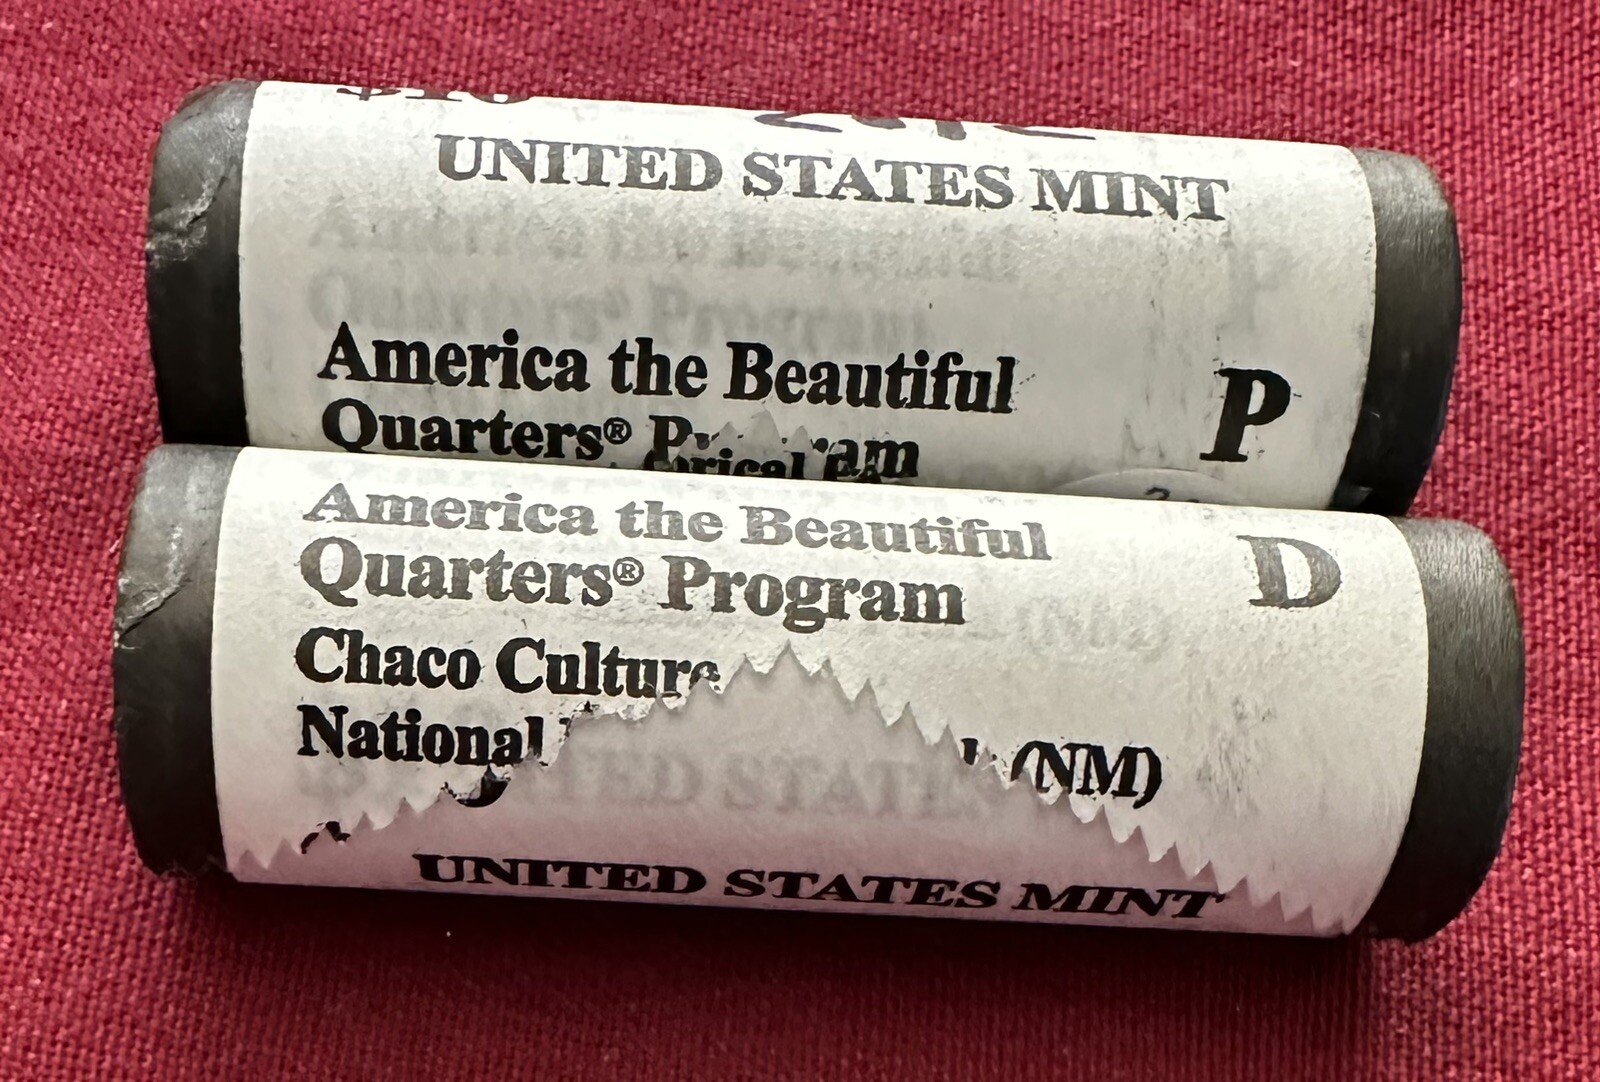 $10
UNITED STATES MINT
America the Beautiful
P
Quarters® Program
America the Beautiful
D
Quarters® Program
Chaco Culture
National (NM)
UNITED STATES MINT